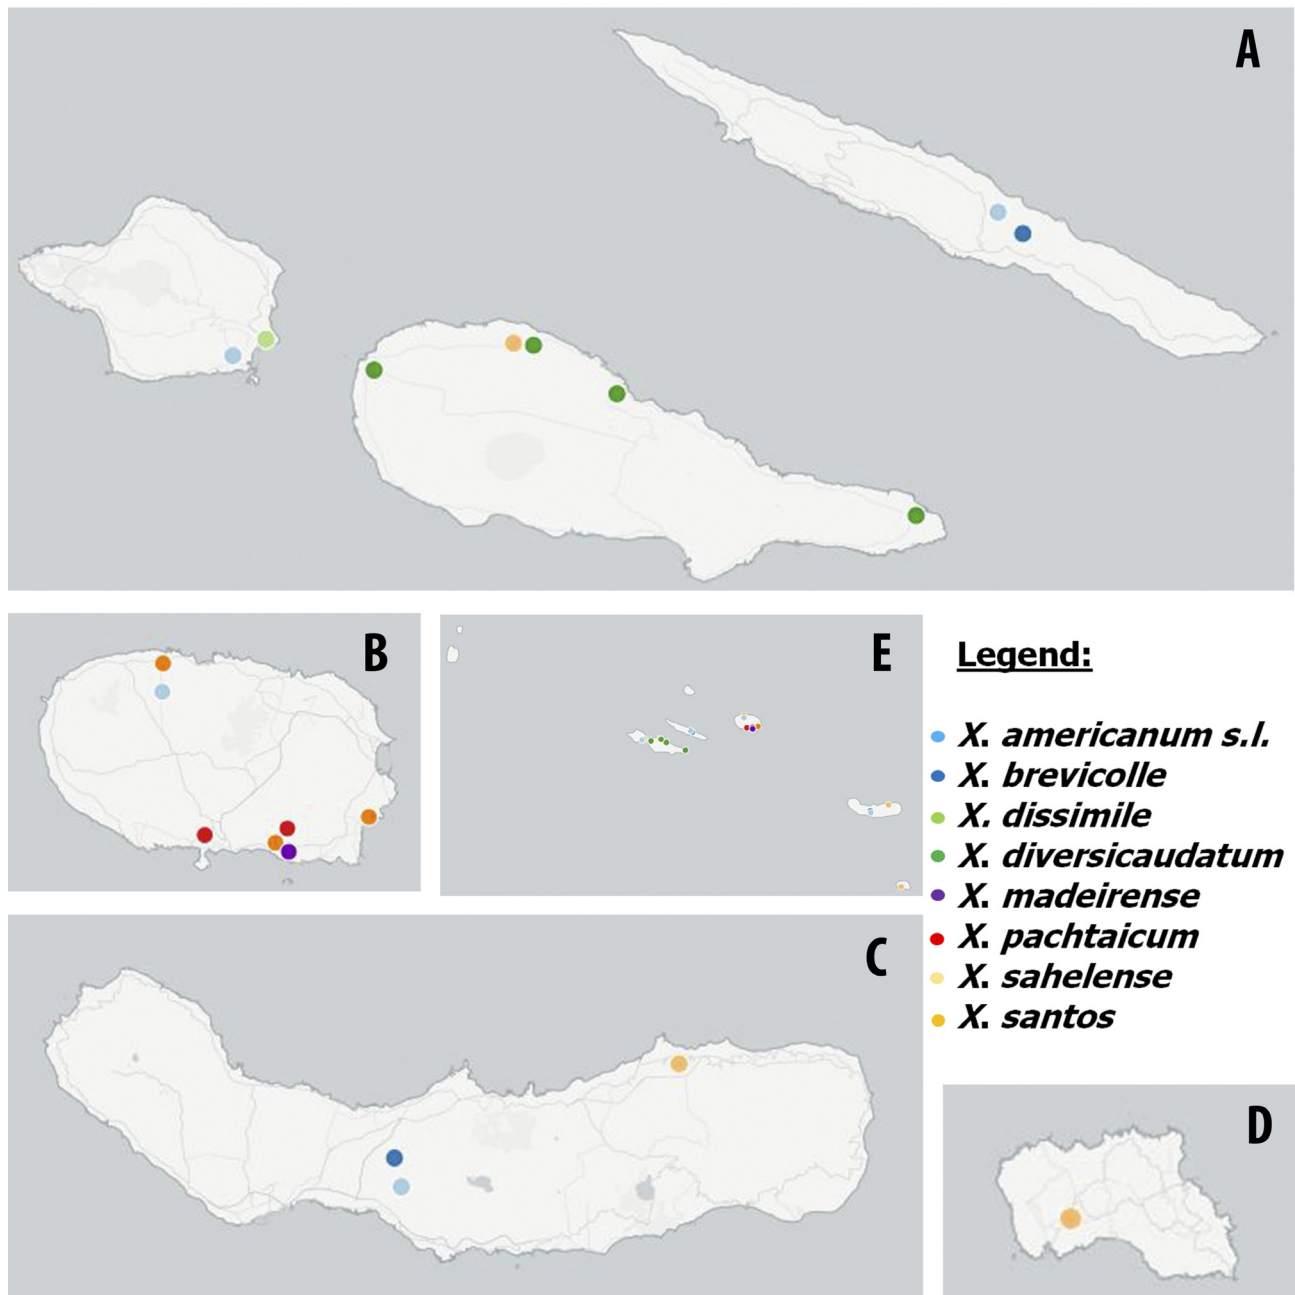 A
B
E
Legend:
X. americanum s.l.
X. brevicolle
X. dissimile
X. diversicaudatum
X. madeirense
X. pachtaicum
X. sahelense
X. santos
C
D